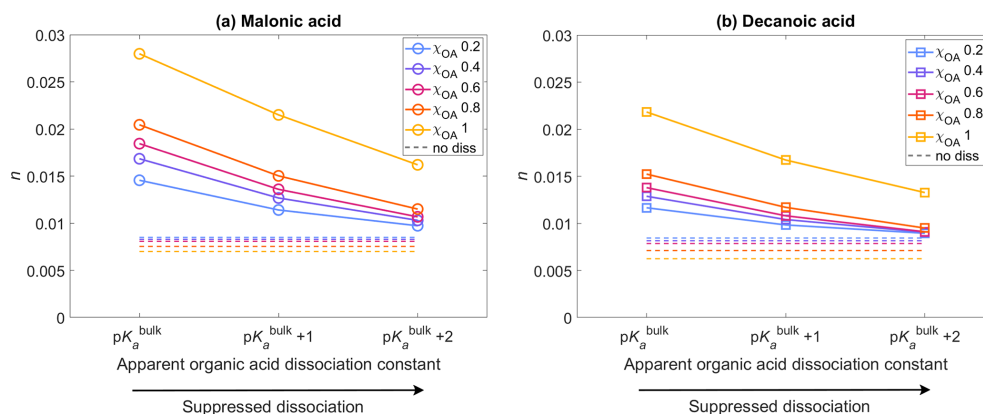 (a) Malonic acid
0.03
0.025
0.02
0.015
0.01
0.005
0
n
χOA 0.2
χOA 0.4
χOA 0.6
χOA 0.8
χOA 1
no diss
pKa^bulk
pKa^bulk +1
pKa^bulk +2
Apparent organic acid dissociation constant
Suppressed dissociation
(b) Decanoic acid
0.03
0.025
0.02
0.015
0.01
0.005
0
n
χOA 0.2
χOA 0.4
χOA 0.6
χOA 0.8
χOA 1
no diss
pKa^bulk
pKa^bulk +1
pKa^bulk +2
Apparent organic acid dissociation constant
Suppressed dissociation